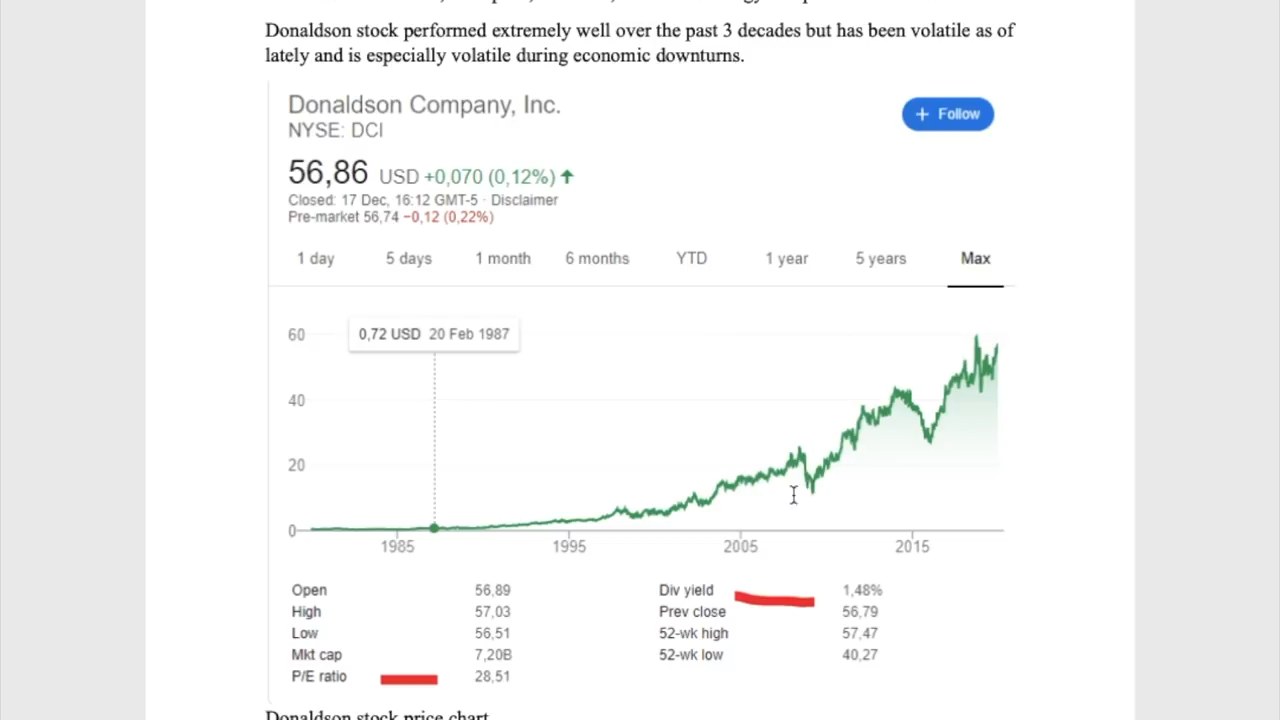 Donaldson stock performed extremely well over the past 3 decades but has been volatile as of
lately and is especially volatile during economic downturns.
Donaldson Company, Inc.
NYSE: DCI
+ Follow
56,86 USD +0,070 (0,12%) ↑
Closed: 17 Dec, 16:12 GMT-5 · Disclaimer
Pre-market 56,74 −0,12 (0,22%)
1 day 5 days 1 month 6 months YTD 1 year 5 years Max
0,72 USD 20 Feb 1987
60
40
20
0
1985 1995 2005 2015
Open 56,89 Div yield 1,48%
High 57,03 Prev close 56,79
Low 56,51 52-wk high 57,47
Mkt cap 7,20B 52-wk low 40,27
P/E ratio 28,51
Donaldson stock price chart